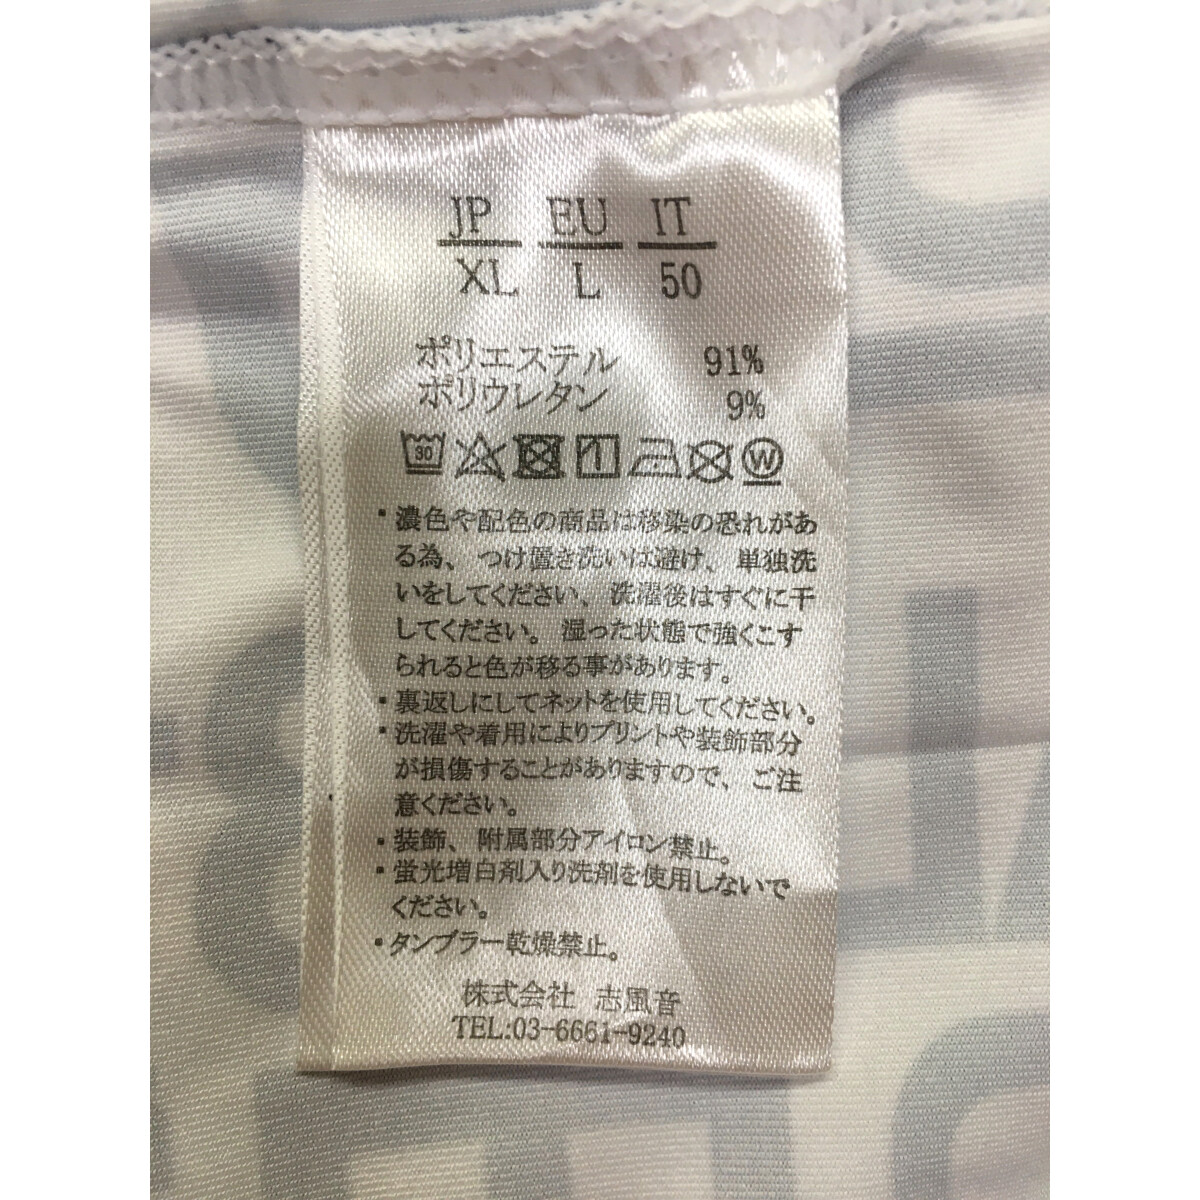 JP EU IT
XL L 50
ポリエステル 91%
ポリウレタン 9%
30 W
・濃色や配色の商品は移染の恐れがあ
る為、つけ置き洗いは避け、単独洗
いをしてください、洗濯後はすぐに干
してください。湿った状態で強くこす
られると色が移る事があります。
・裏返しにしてネットを使用してください。
・洗濯や着用によりプリントや装飾部分
が損傷することがありますので、ご注
意ください。
・装飾、附属部分アイロン禁止。
・蛍光増白剤入り洗剤を使用しないで
ください。
・タンブラー乾燥禁止。
株式会社 志風音
TEL:03-6661-9240